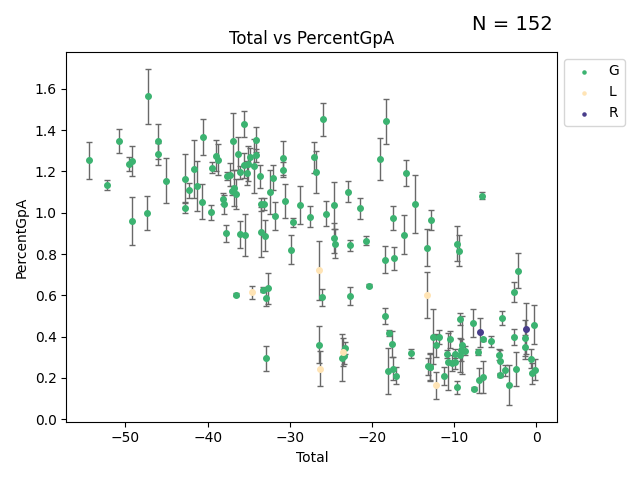 N = 152
Total vs PercentGpA
G
L
R
PercentGpA
1.6
1.4
1.2
1.0
0.8
0.6
0.4
0.2
0.0
−50 −40 −30 −20 −10 0
Total